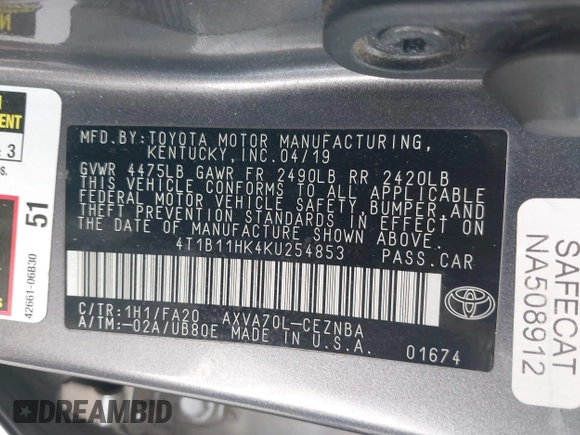 MFD.BY:TOYOTA MOTOR MANUFACTURING,
KENTUCKY, INC.04/19
GVWR 4475LB GAWR FR 2490LB RR 2420LB
THIS VEHICLE CONFORMS TO ALL APPLICABLE
FEDERAL MOTOR VEHICLE SAFETY, BUMPER, AND
THEFT PREVENTION STANDARDS IN EFFECT ON
THE DATE OF MANUFACTURE SHOWN ABOVE.
4T1B11HK4KU254853 PASS.CAR
C/TR:1H1/FA20 AXVA70L-CEZNBA
A/TM:-02A/UB80E MADE IN U.S.A.
01674
TOYOTA
& 3
51
42661-06B30
SAFECAT
NA508912
DREAMBID